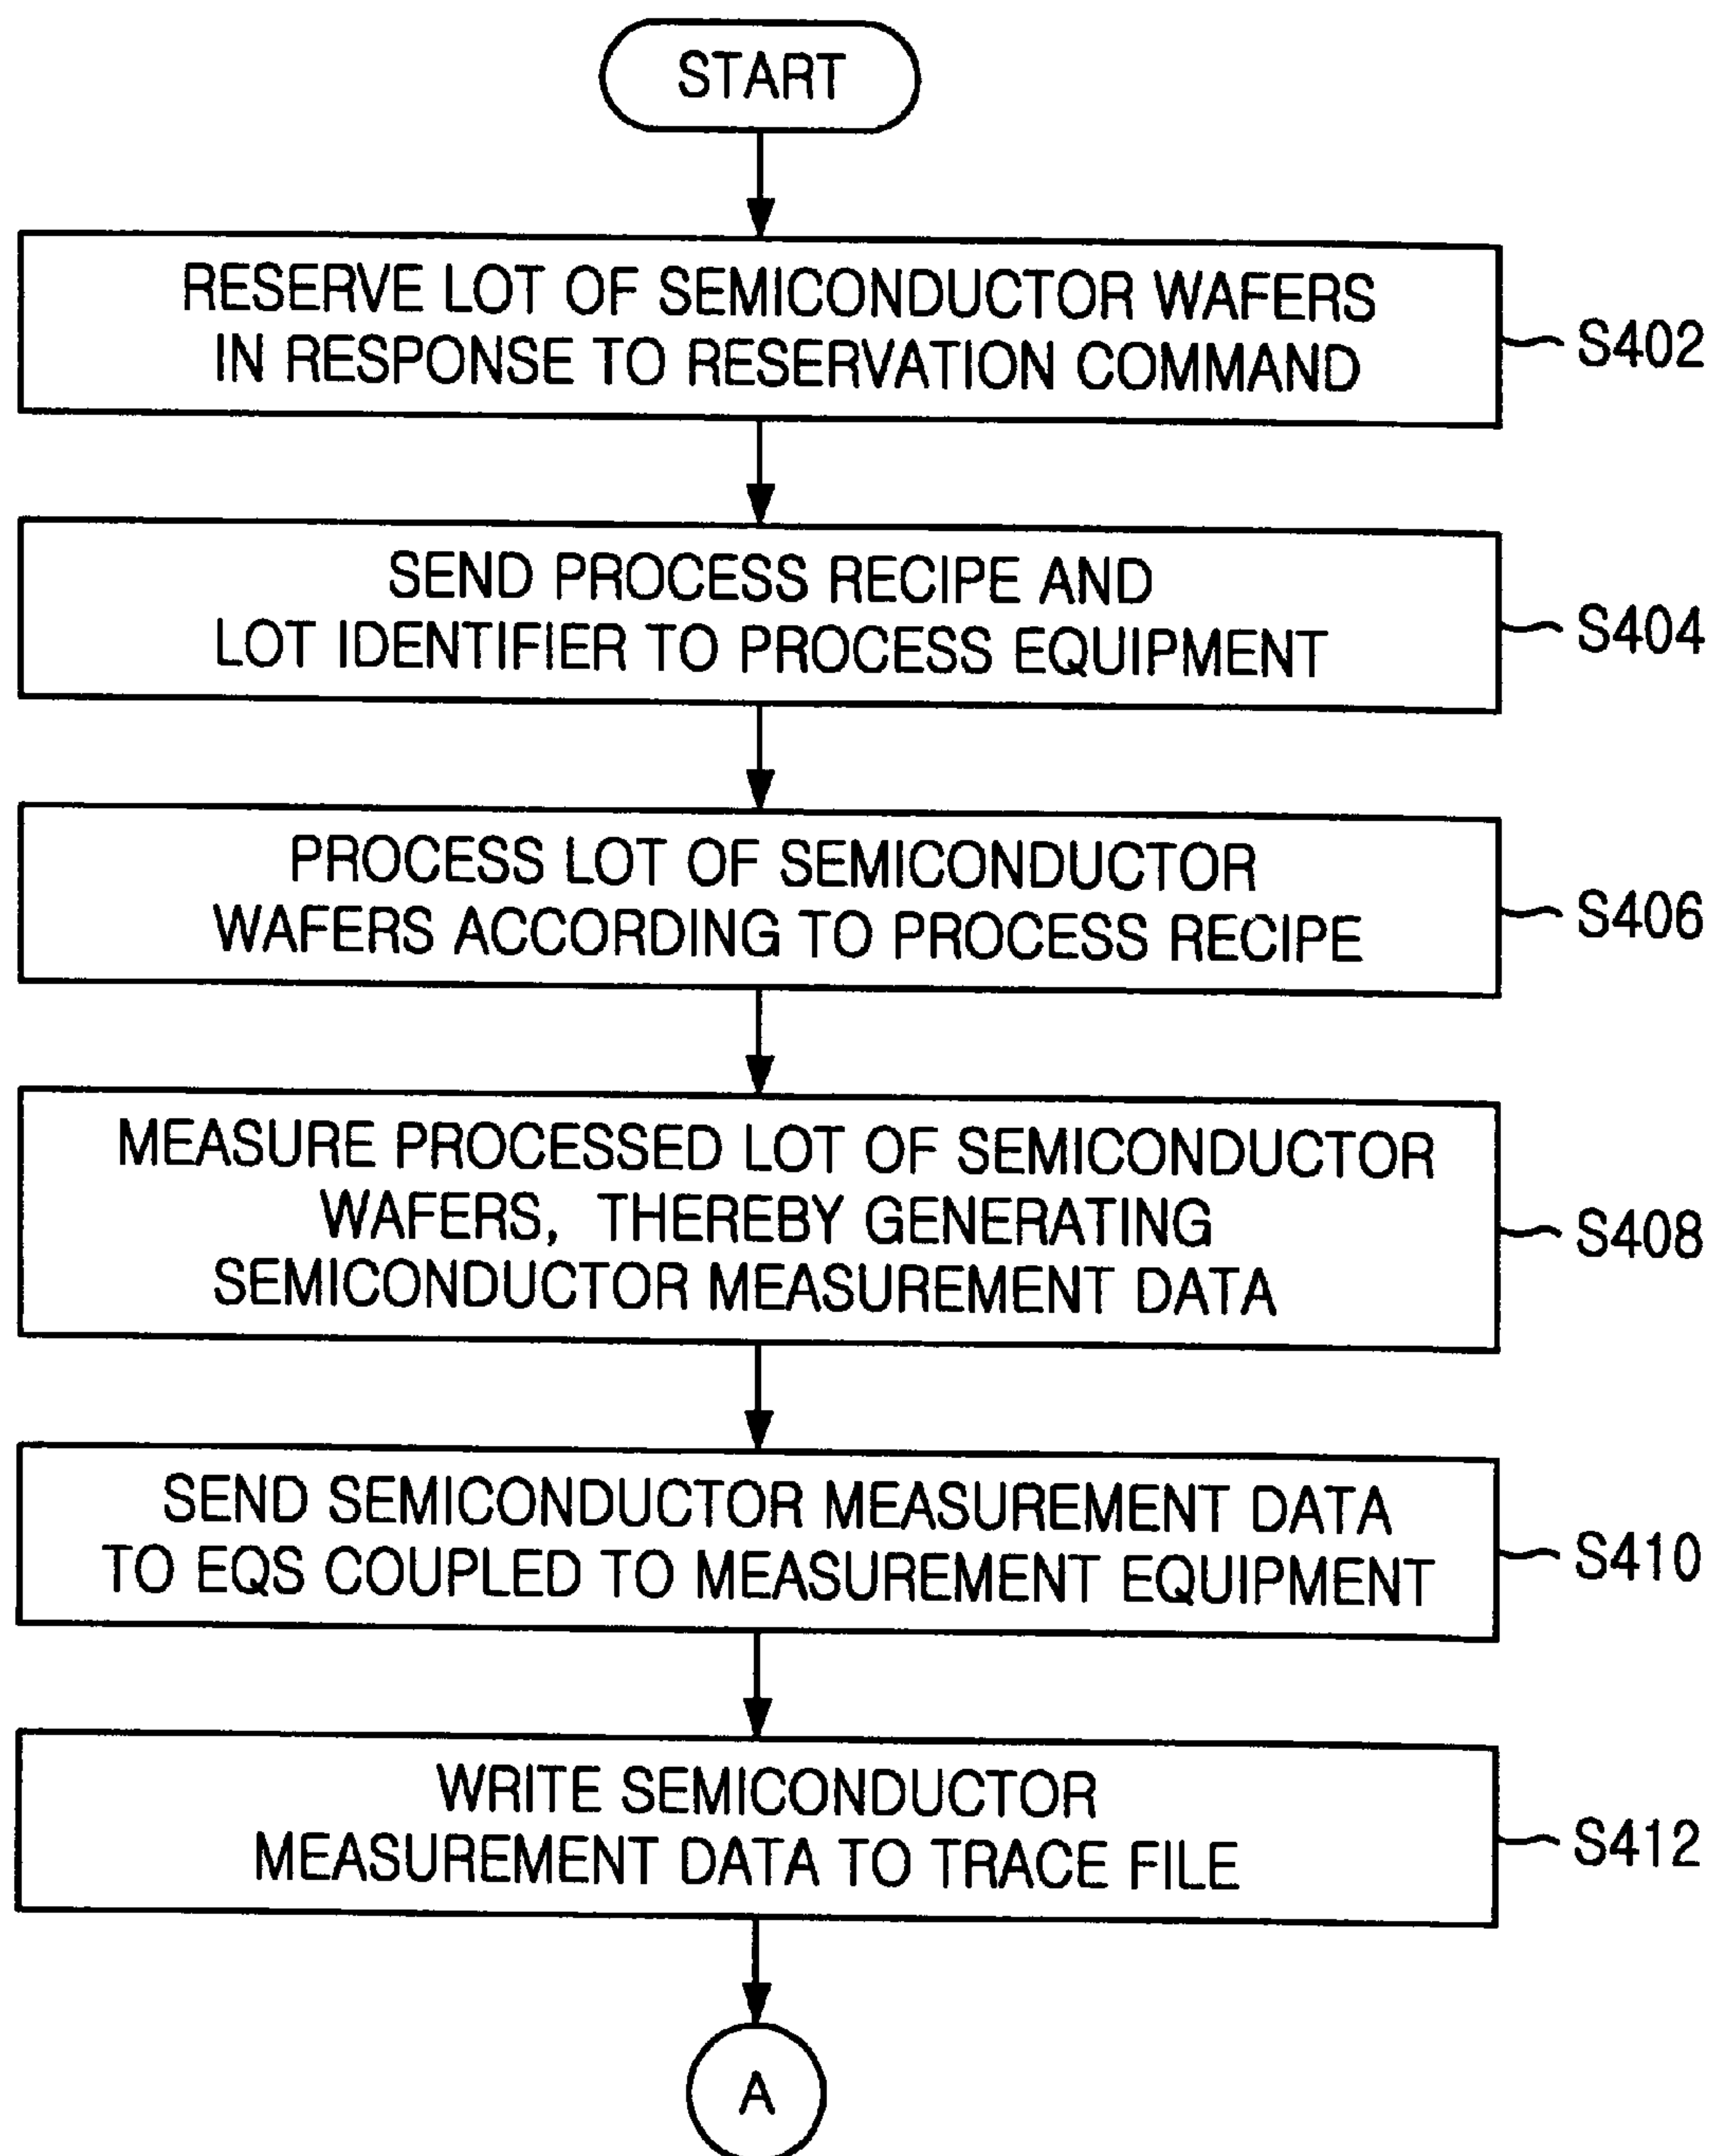 START
RESERVE LOT OF SEMICONDUCTOR WAFERS
IN RESPONSE TO RESERVATION COMMAND
S402
SEND PROCESS RECIPE AND
LOT IDENTIFIER TO PROCESS EQUIPMENT
S404
PROCESS LOT OF SEMICONDUCTOR
WAFERS ACCORDING TO PROCESS RECIPE
S406
MEASURE PROCESSED LOT OF SEMICONDUCTOR
WAFERS, THEREBY GENERATING
SEMICONDUCTOR MEASUREMENT DATA
S408
SEND SEMICONDUCTOR MEASUREMENT DATA
TO EQS COUPLED TO MEASUREMENT EQUIPMENT
S410
WRITE SEMICONDUCTOR
MEASUREMENT DATA TO TRACE FILE
S412
A